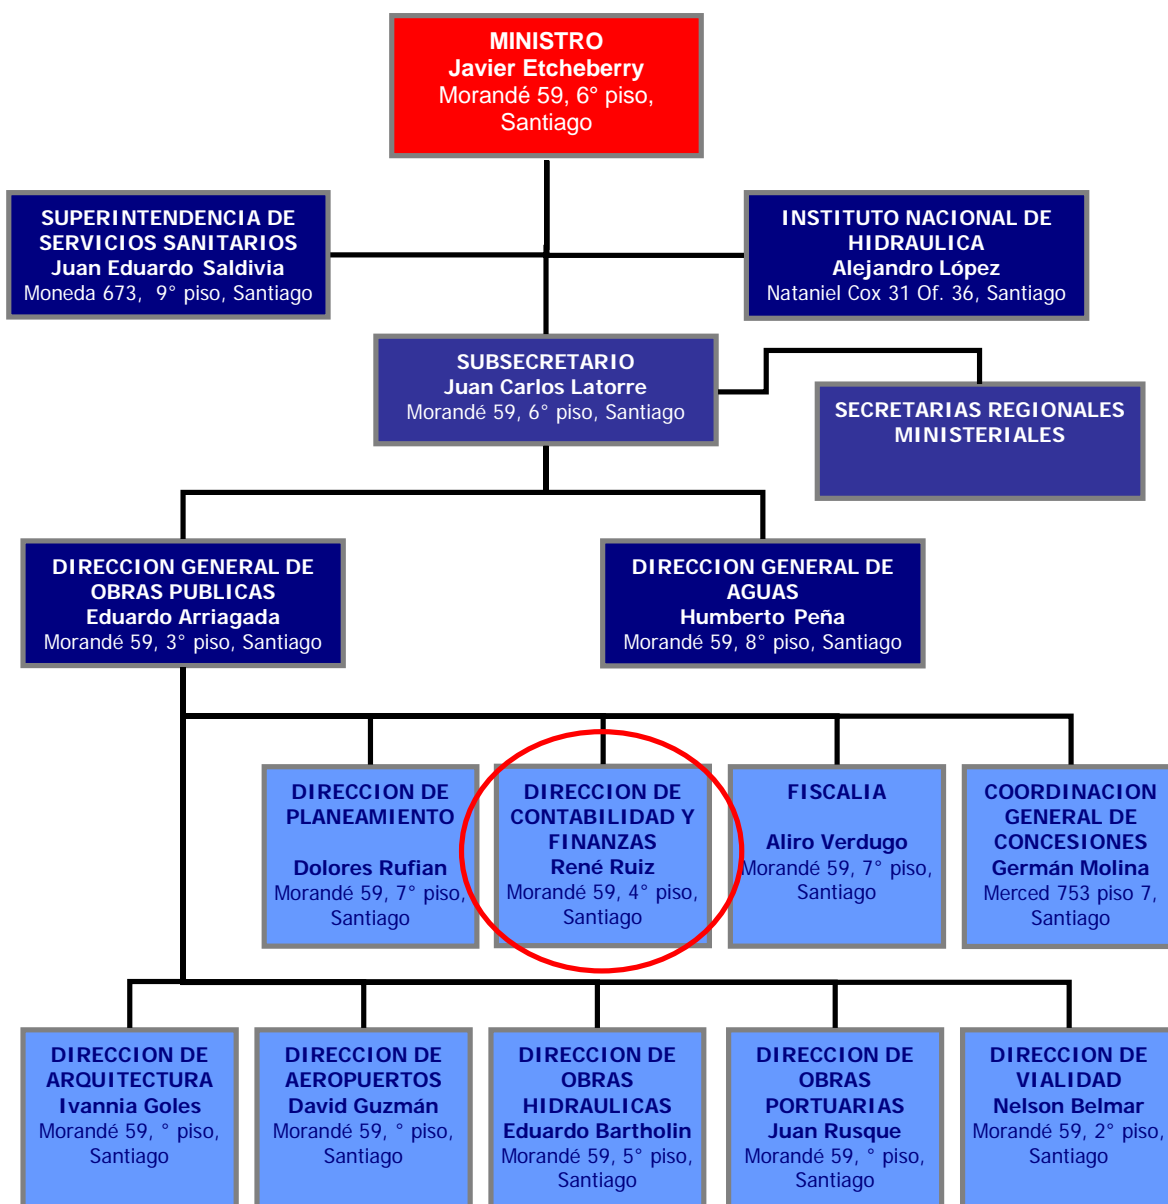 MINISTRO
Javier Etcheberry
Morandé 59, 6° piso,
Santiago
SUPERINTENDENCIA DE
SERVICIOS SANITARIOS
Juan Eduardo Saldivia
Moneda 673, 9° piso, Santiago
INSTITUTO NACIONAL DE
HIDRAULICA
Alejandro López
Nataniel Cox 31 Of. 36, Santiago
SUBSECRETARIO
Juan Carlos Latorre
Morandé 59, 6° piso, Santiago
SECRETARIAS REGIONALES
MINISTERIALES
DIRECCION GENERAL DE
OBRAS PUBLICAS
Eduardo Arriagada
Morandé 59, 3° piso, Santiago
DIRECCION GENERAL DE
AGUAS
Humberto Peña
Morandé 59, 8° piso, Santiago
DIRECCION DE
PLANEAMIENTO
Dolores Rufian
Morandé 59, 7° piso,
Santiago
DIRECCION DE
CONTABILIDAD Y
FINANZAS
René Ruiz
Morandé 59, 4° piso,
Santiago
FISCALIA
Aliro Verdugo
Morandé 59, 7° piso,
Santiago
COORDINACION
GENERAL DE
CONCESIONES
Germán Molina
Merced 753 piso 7,
Santiago
DIRECCION DE
ARQUITECTURA
Ivannia Goles
Morandé 59, ° piso,
Santiago
DIRECCION DE
AEROPUERTOS
David Guzmán
Morandé 59, ° piso,
Santiago
DIRECCION DE
OBRAS
HIDRAULICAS
Eduardo Bartholin
Morandé 59, 5° piso,
Santiago
DIRECCION DE
OBRAS
PORTUARIAS
Juan Rusque
Morandé 59, ° piso,
Santiago
DIRECCION DE
VIALIDAD
Nelson Belmar
Morandé 59, 2° piso,
Santiago